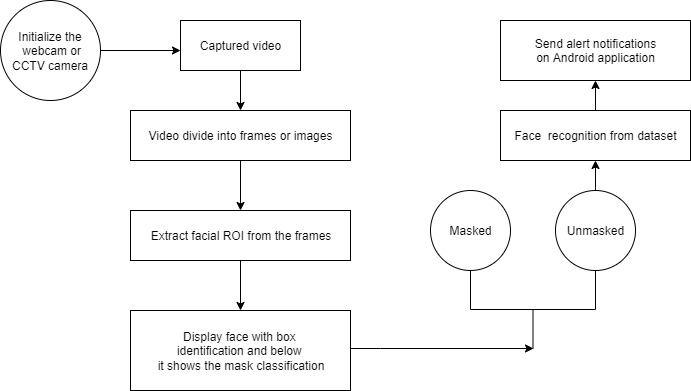 Initialize the
webcam or
CCTV camera
Captured video
Video divide into frames or images
Extract facial ROI from the frames
Display face with box
identification and below
it shows the mask classification
Masked
Unmasked
Face recognition from dataset
Send alert notifications
on Android application